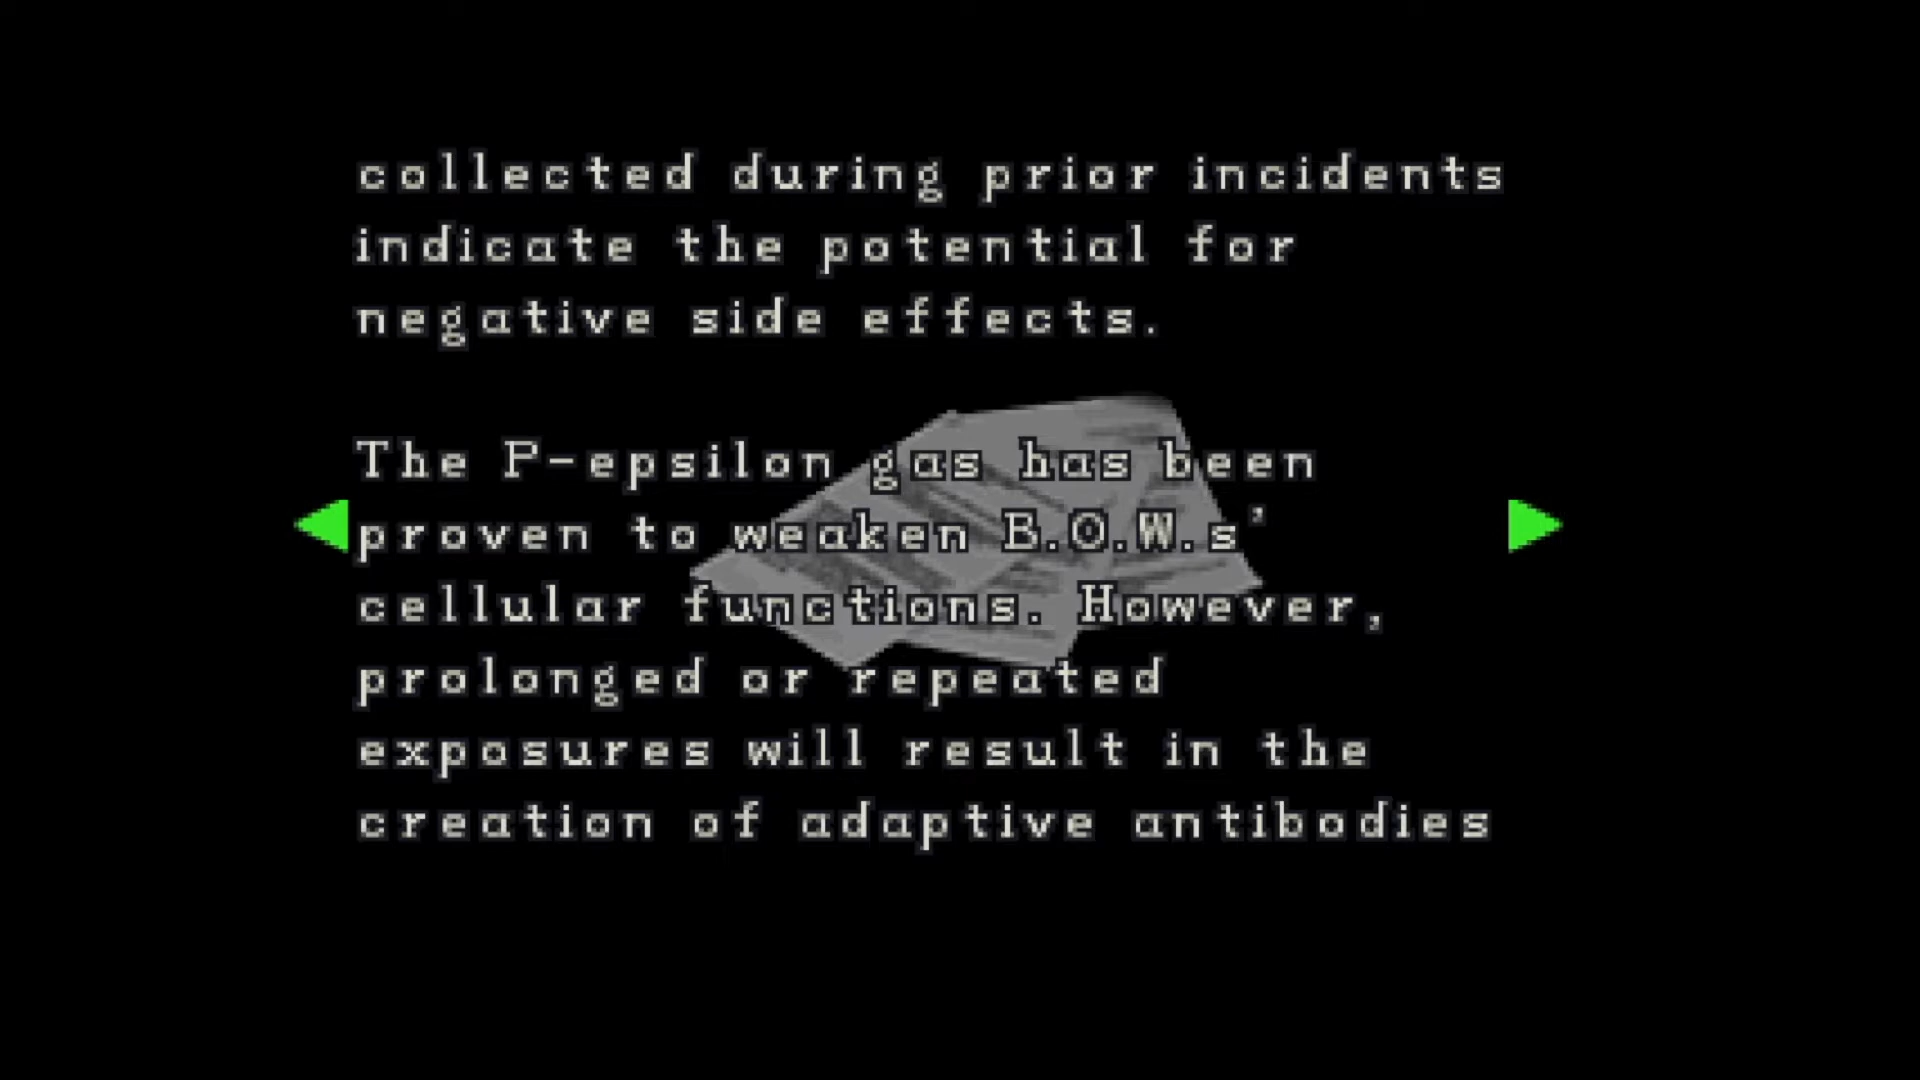 collected during prior incidents
indicate the potential for
negative side effects.
The P-epsilon gas has been
proven to weaken B.O.W.s'
cellular functions. However,
prolonged or repeated
exposures will result in the
creation of adaptive antibodies